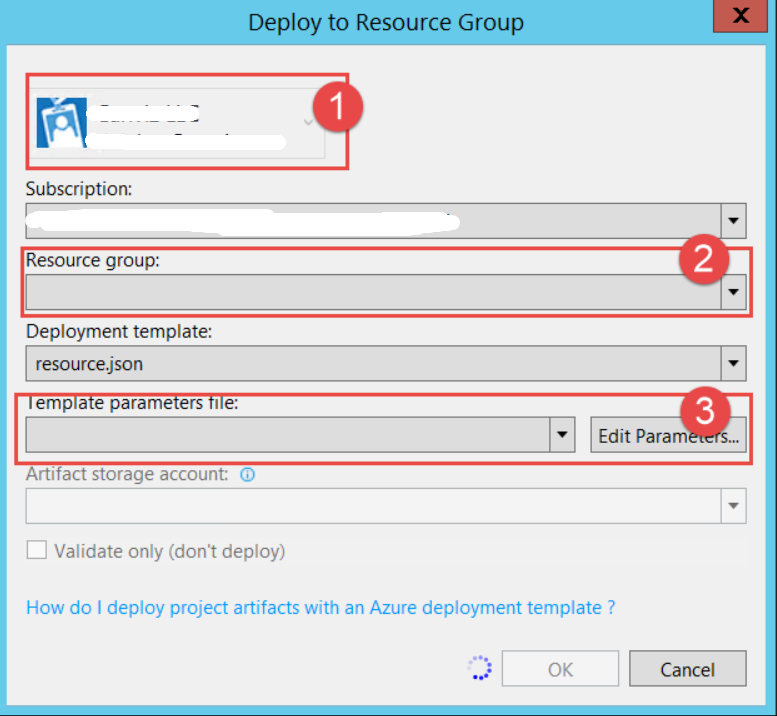 Deploy to Resource Group
X
1
Subscription:
Resource group:
2
Deployment template:
resource.json
Template parameters file:
3
Edit Parameters...
Artifact storage account:
Validate only (don't deploy)
How do I deploy project artifacts with an Azure deployment template ?
OK
Cancel